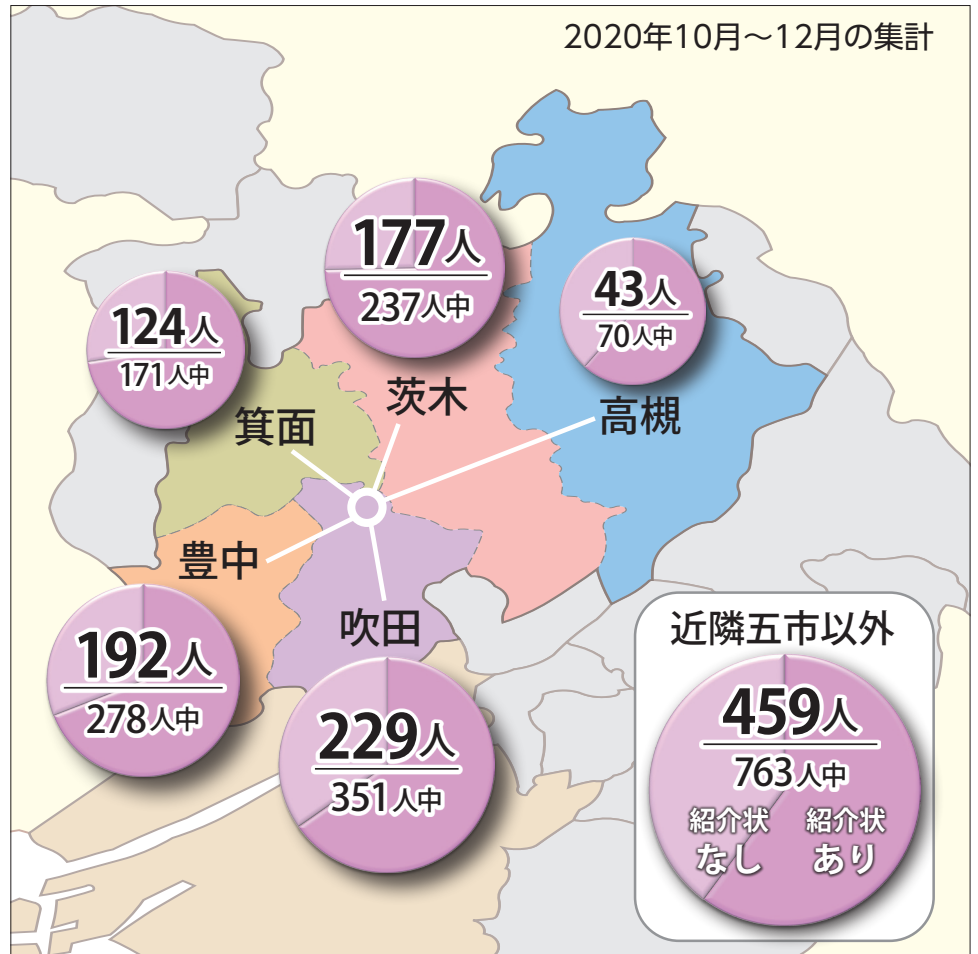 2020年10月～12月の集計
177人
237人中
43人
70人中
124人
171人中
茨木
高槻
箕面
豊中
吹田
近隣五市以外
192人
278人中
229人
351人中
459人
763人中
紹介状
なし
紹介状
あり